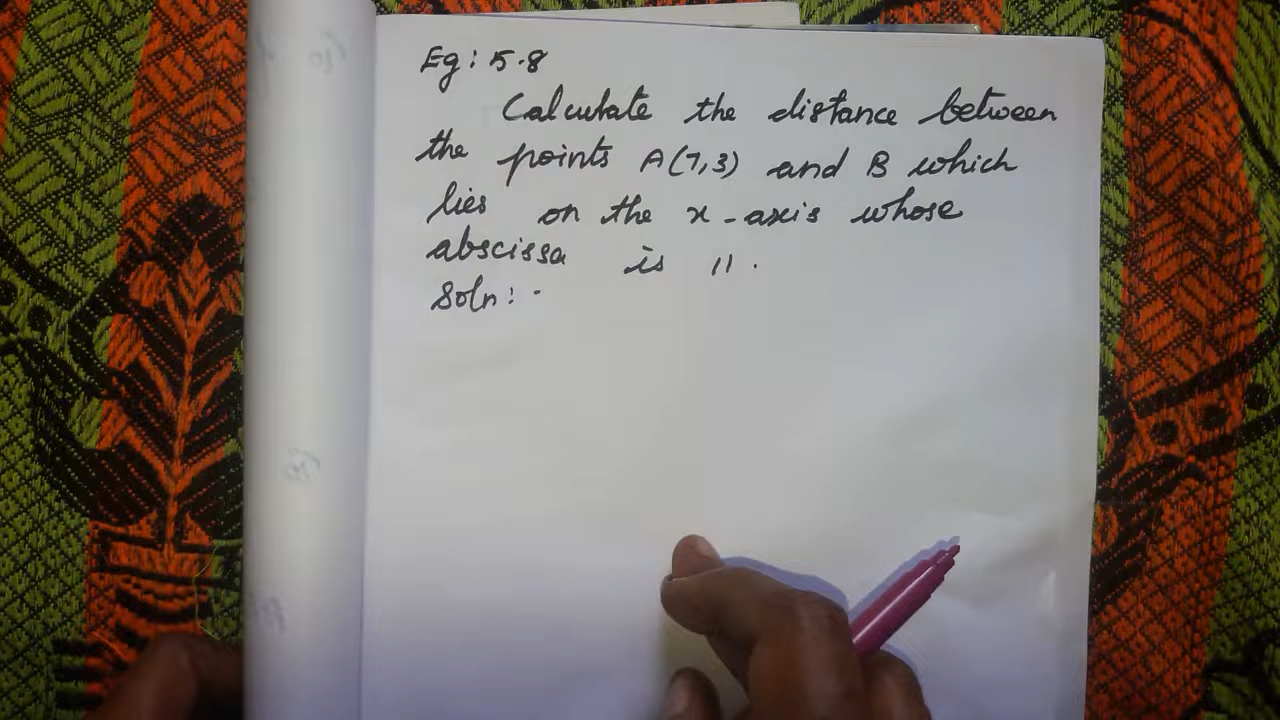 Eg: 5.8
Calculate the distance between
the points A(7,3) and B which
lies on the x-axis whose
abscissa is 11.
Soln:-